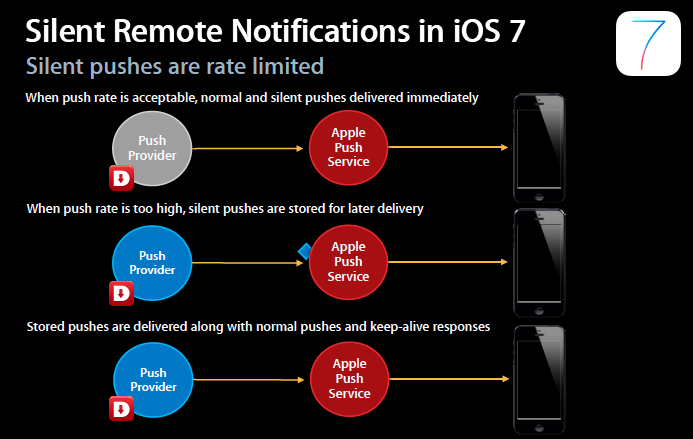 Silent Remote Notifications in iOS 7
7
Silent pushes are rate limited
When push rate is acceptable, normal and silent pushes delivered immediately
Push
Provider
D
Apple
Push
Service
When push rate is too high, silent pushes are stored for later delivery
Push
Provider
D
Apple
Push
Service
Stored pushes are delivered along with normal pushes and keep-alive responses
Push
Provider
D
Apple
Push
Service